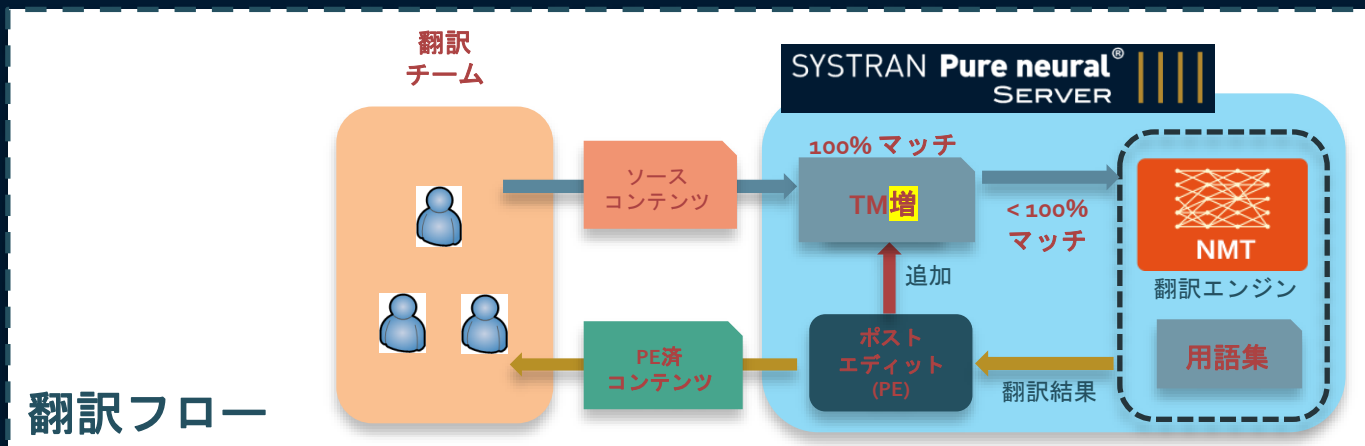 翻訳
チーム
SYSTRAN Pure neural®
SERVER
ソース
コンテンツ
100% マッチ
TM増
< 100%
マッチ
NMT
翻訳エンジン
用語集
追加
ポスト
エディット
(PE)
翻訳結果
PE済
コンテンツ
翻訳フロー